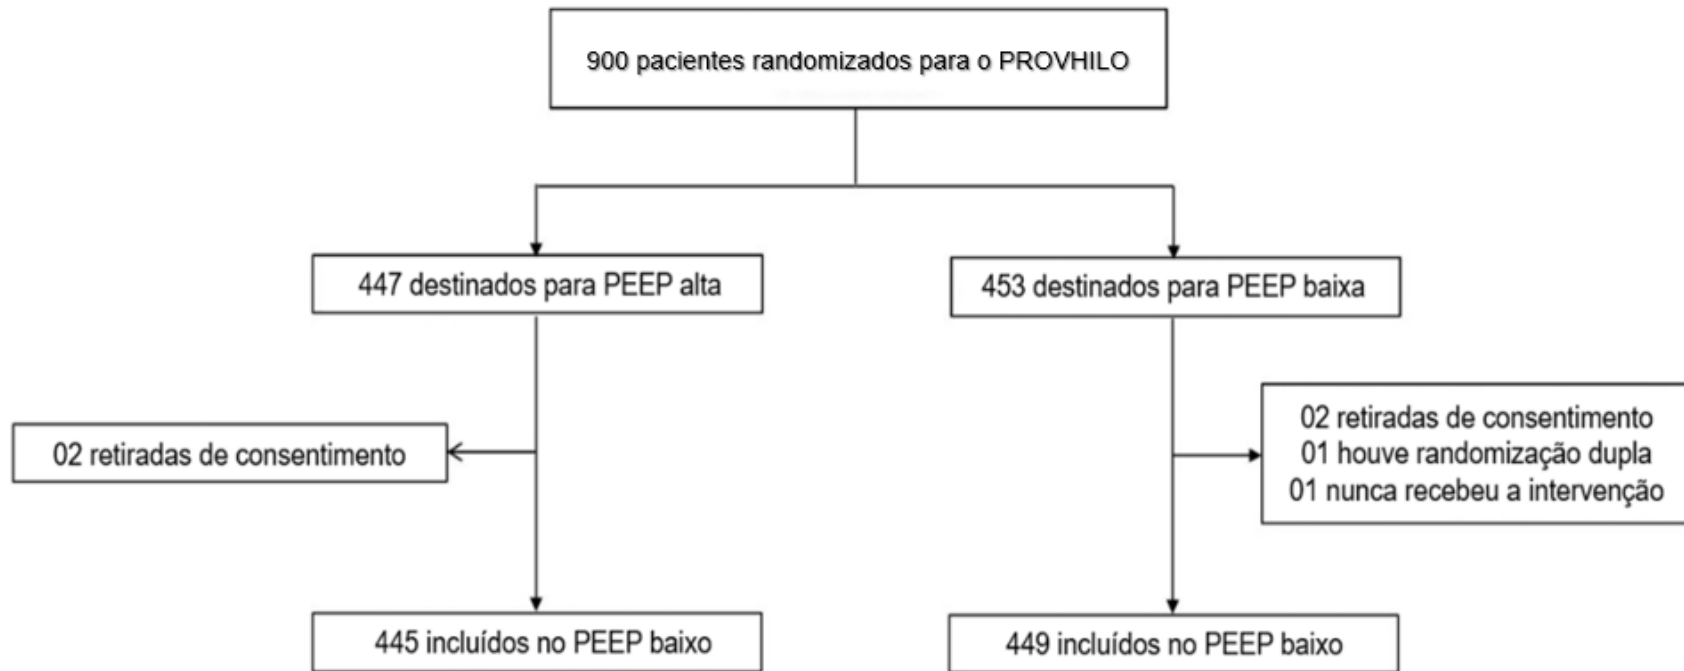 900 pacientes randomizados para o PROVHILO
447 destinados para PEEP alta
453 destinados para PEEP baixa
02 retiradas de consentimento
02 retiradas de consentimento
01 houve randomização dupla
01 nunca recebeu a intervenção
445 incluídos no PEEP baixo
449 incluídos no PEEP baixo